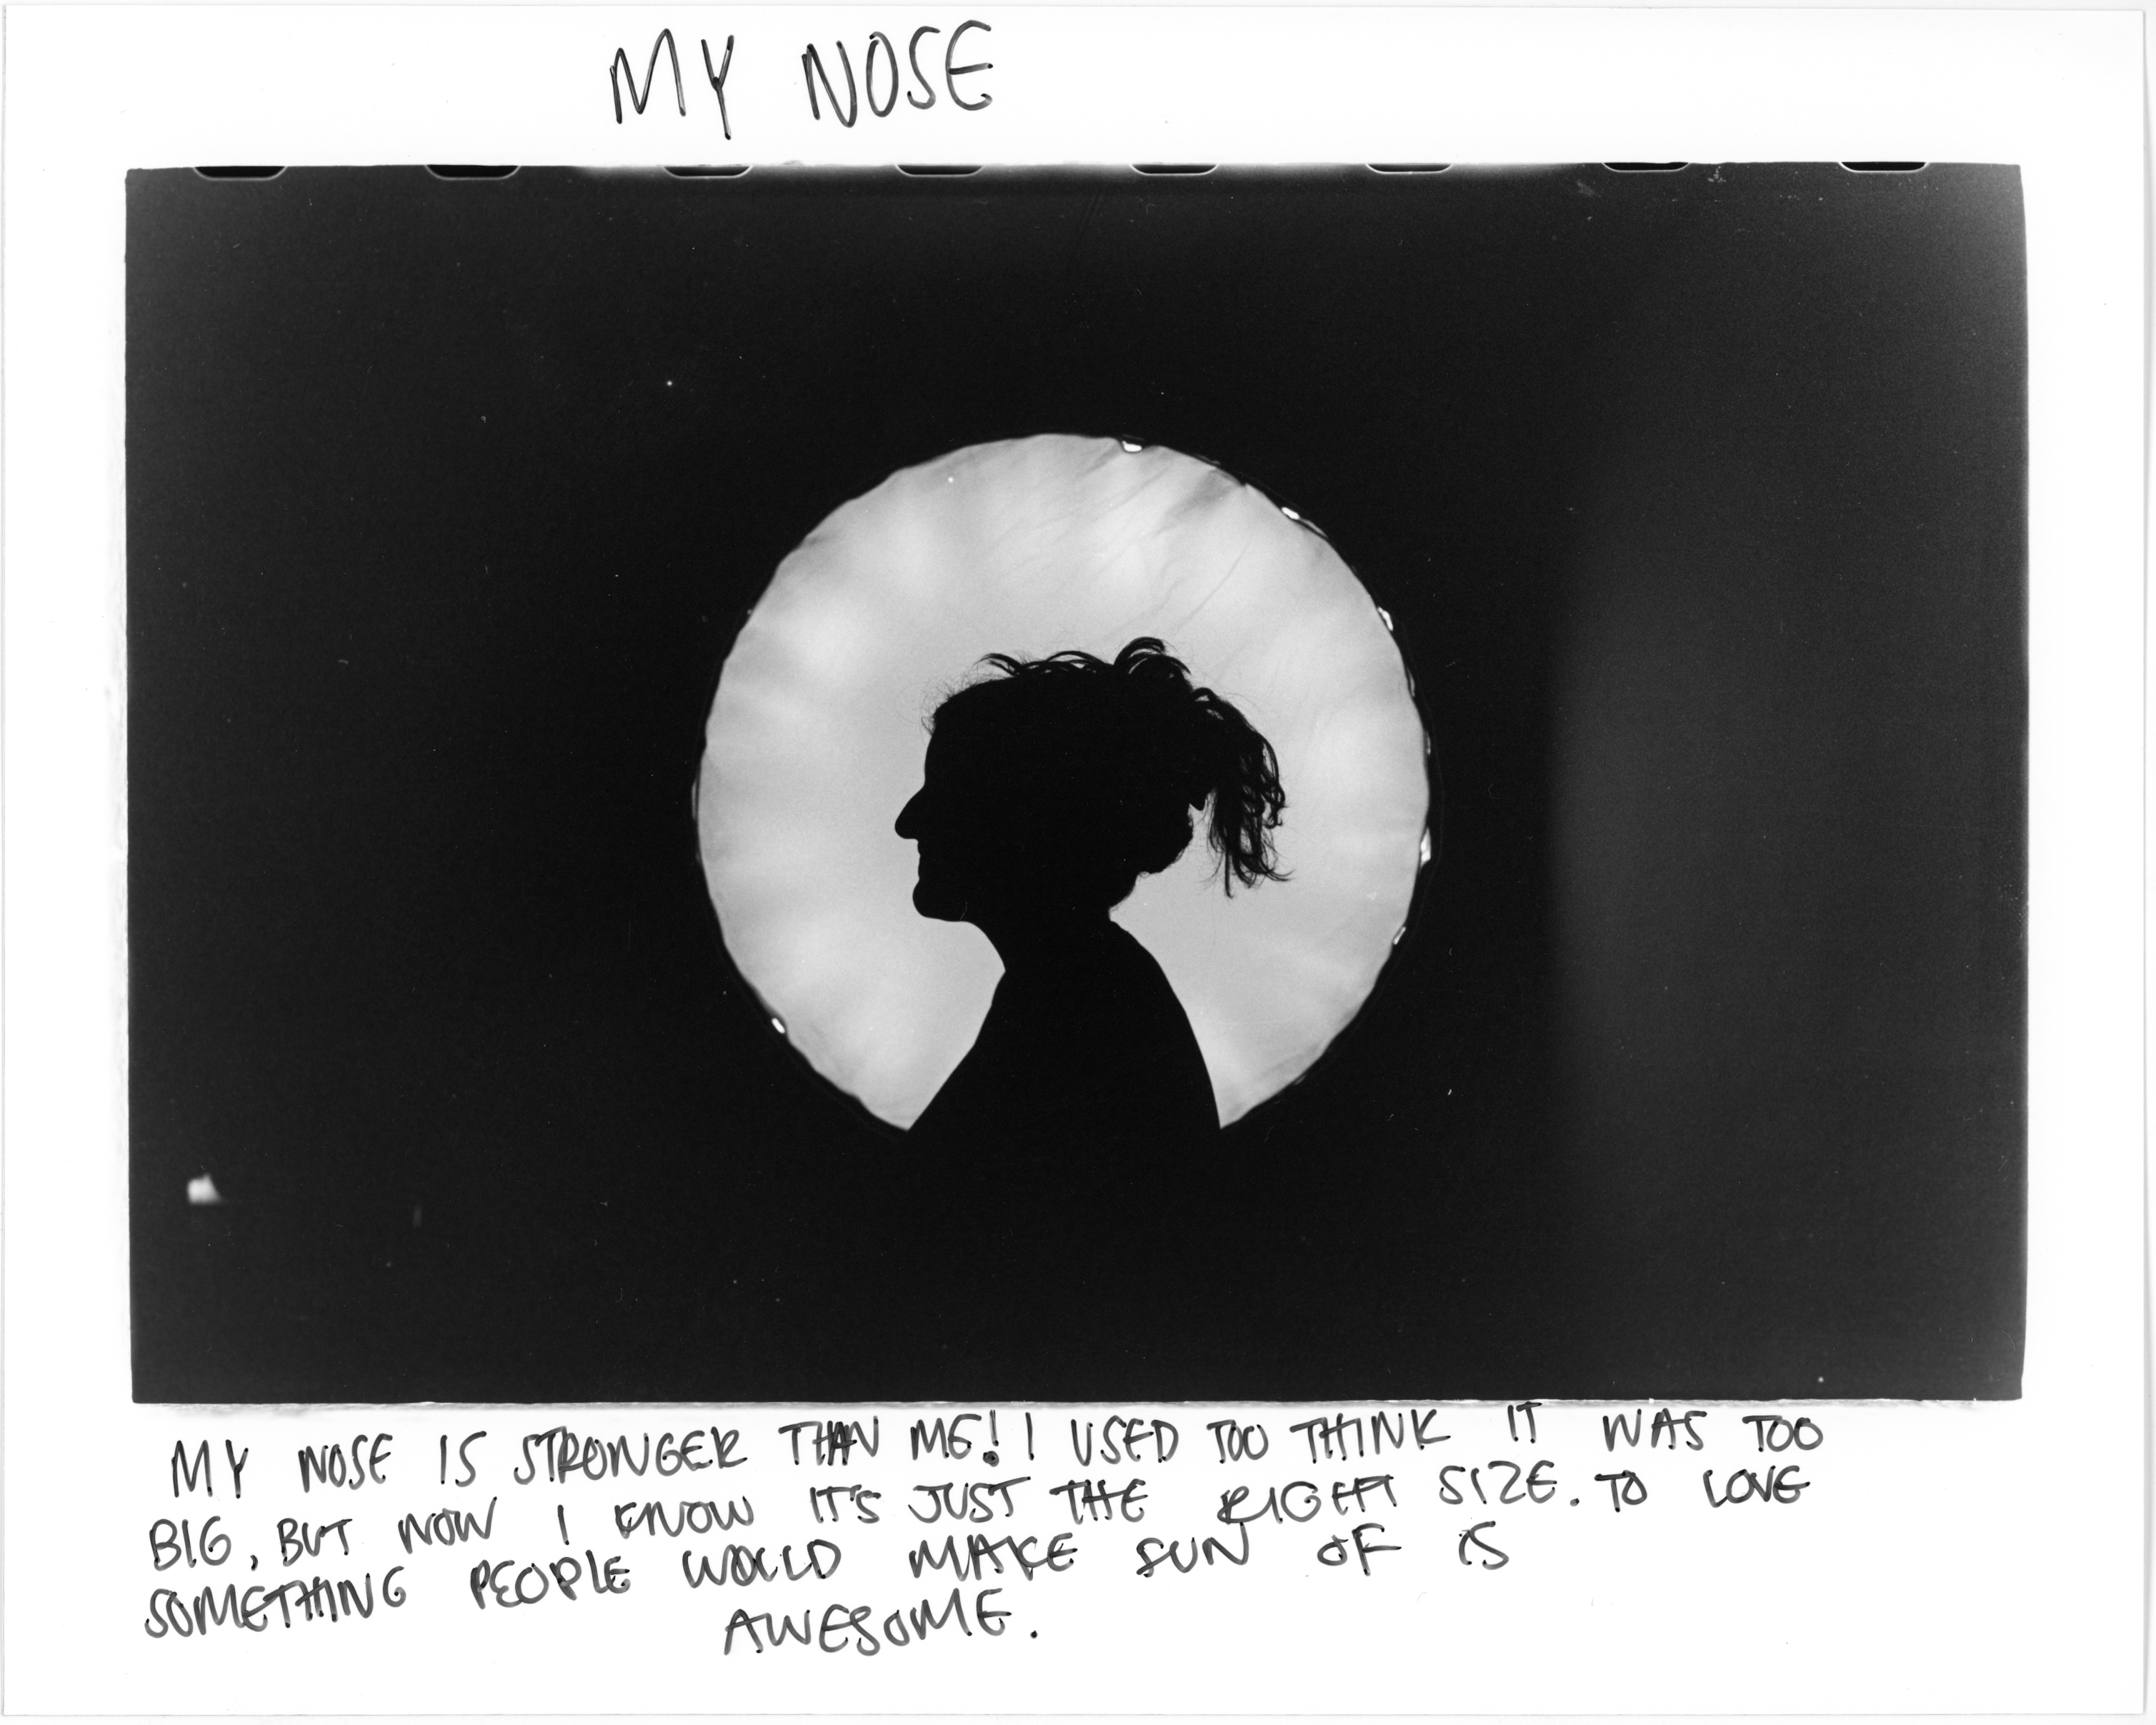 MY NOSE
MY NOSE IS STRONGER THAN ME! I USED TOO THINK IT WAS TOO
BIG, BUT NOW I KNOW IT'S JUST THE RIGHT SIZE. TO LOVE
SOMETHING PEOPLE WOULD MAKE FUN OF IS
AWESOME.